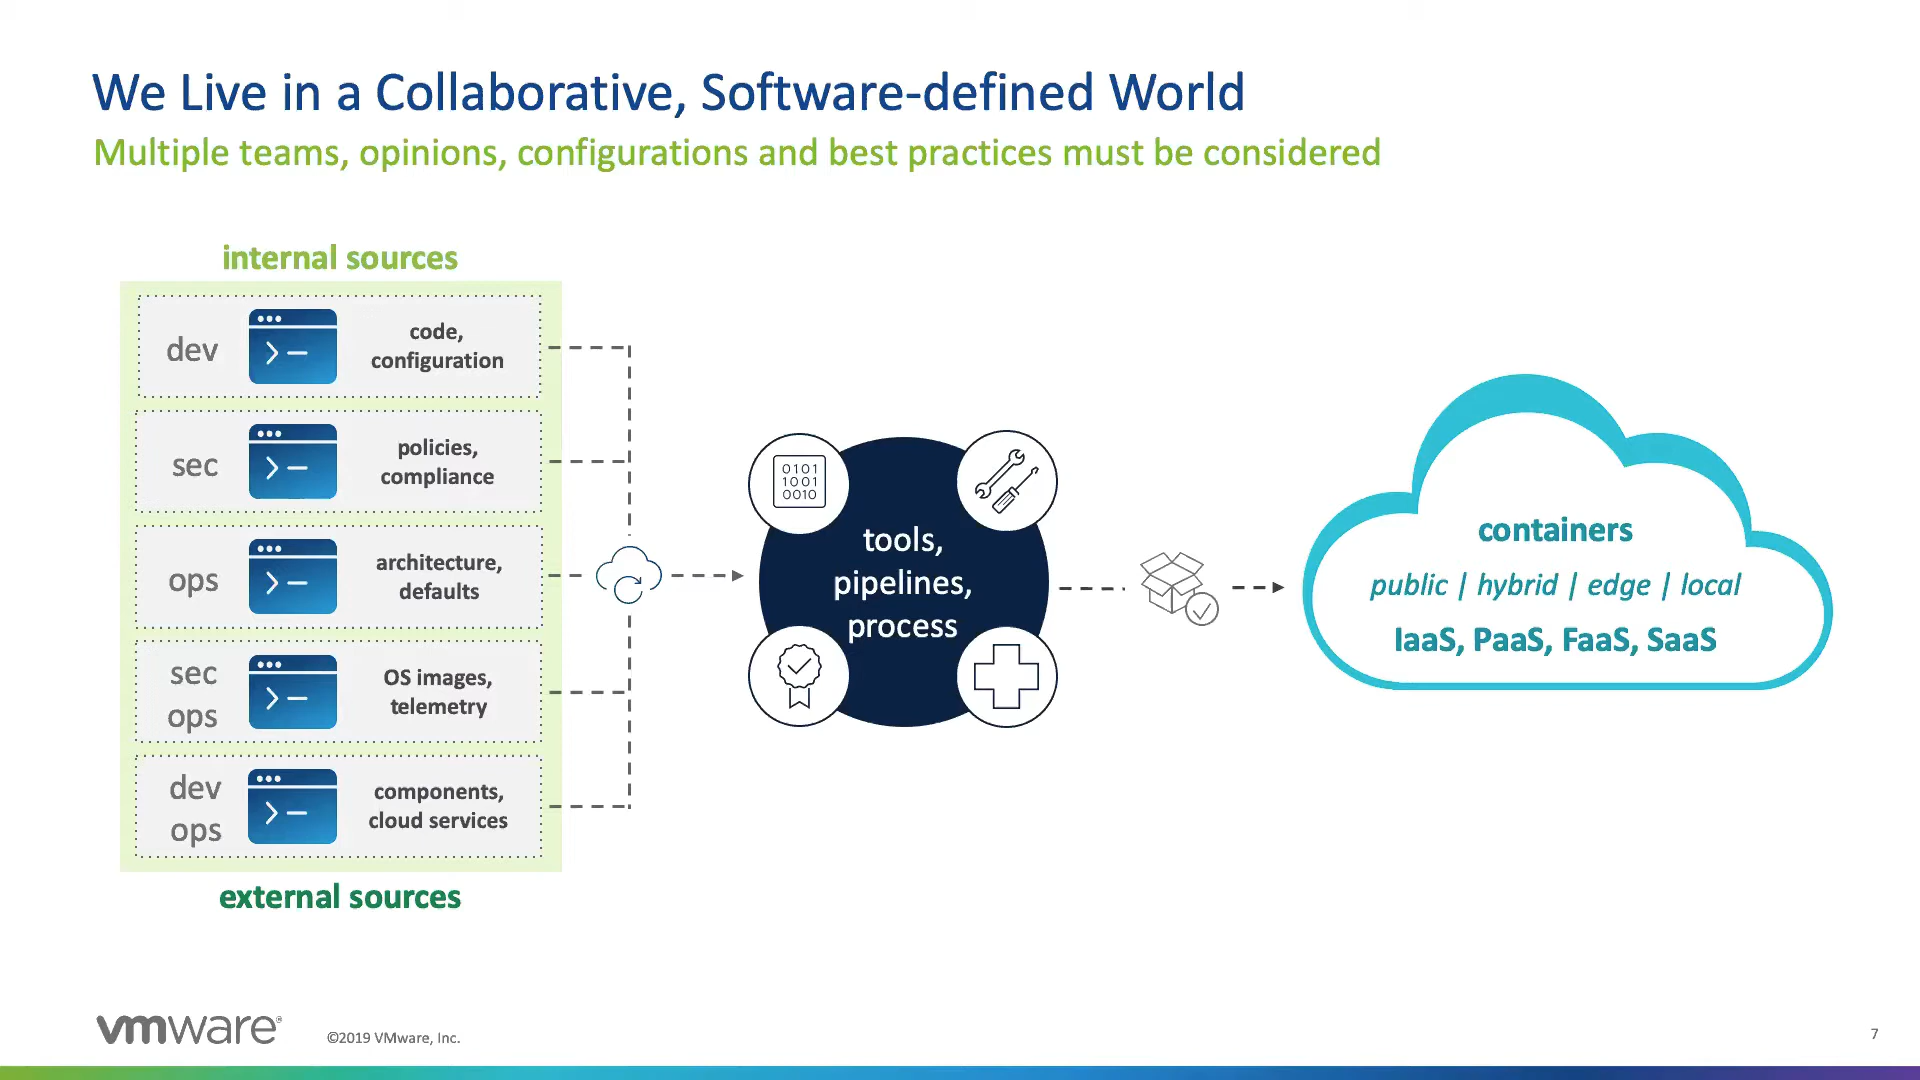 We Live in a Collaborative, Software-defined World
Multiple teams, opinions, configurations and best practices must be considered
internal sources
dev
code,
configuration
sec
policies,
compliance
ops
architecture,
defaults
sec
ops
OS images,
telemetry
dev
ops
components,
cloud services
external sources
0101
1001
0010
tools,
pipelines,
process
containers
public | hybrid | edge | local
IaaS, PaaS, FaaS, SaaS
vmware®
©2019 VMware, Inc.
7